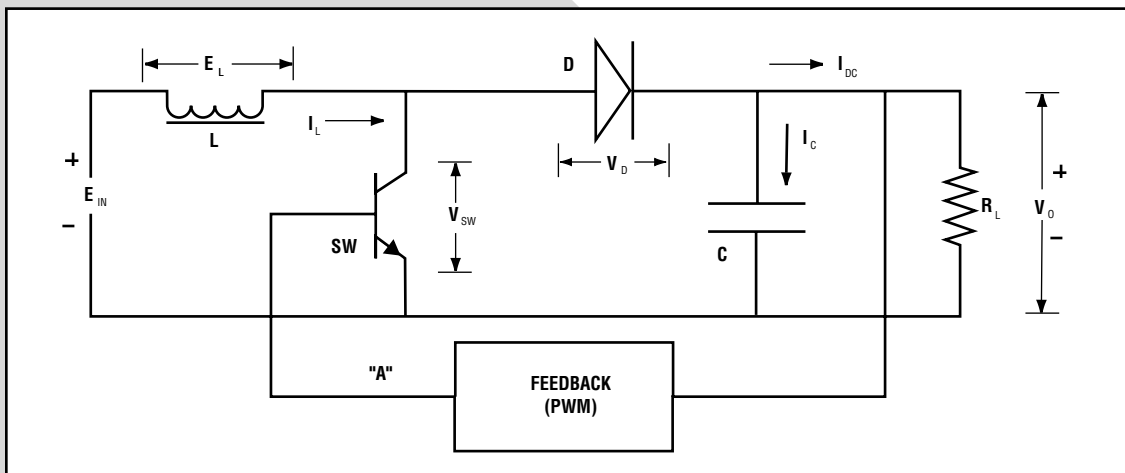 E L
D
I DC
I L
L
I C
+
E IN
-
V D
V SW
SW
C
R L
+
V O
-
"A"
FEEDBACK
(PWM)